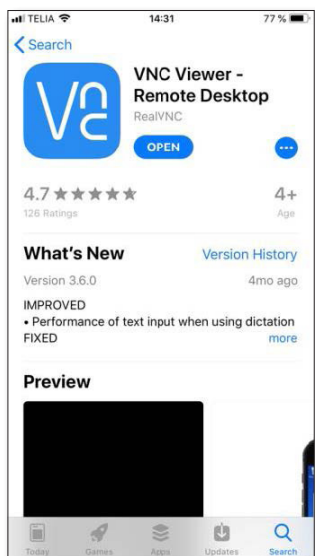 TELIA 14:31 77 %
Search
VNC Viewer -
Remote Desktop
RealVNC
OPEN
4.7
4+
126 Ratings
Age
What's New
Version History
Version 3.6.0
4mo ago
IMPROVED
• Performance of text input when using dictation
FIXED
more
Preview
Today Games Apps Updates Search